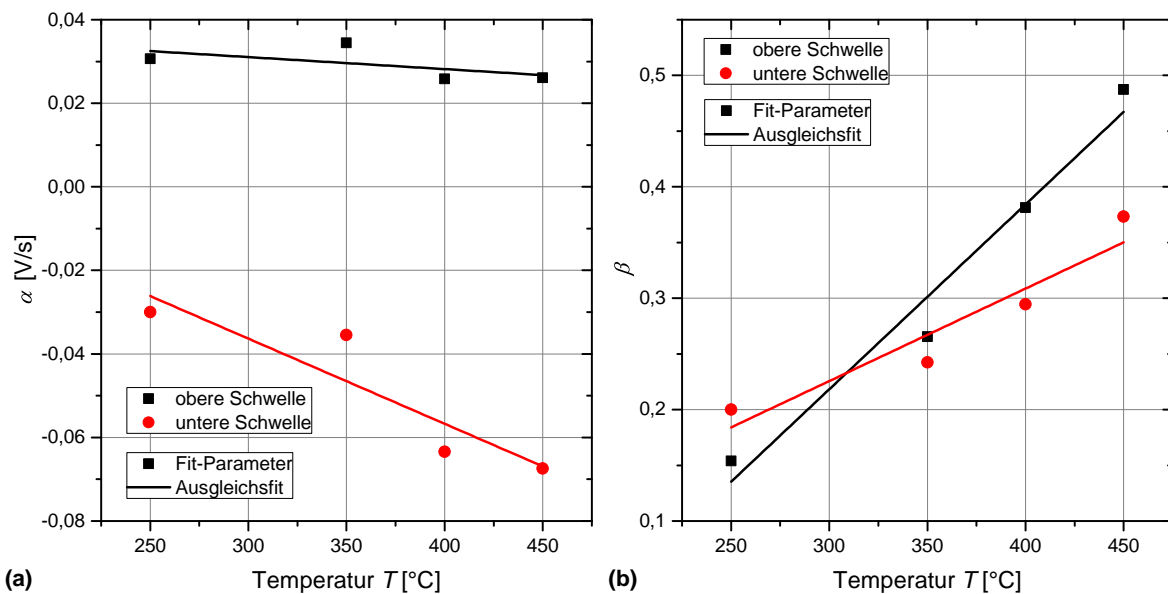 0,04
0,02
0,00
-0,02
-0,04
-0,06
-0,08
α [V/s]
obere Schwelle
untere Schwelle
Fit-Parameter
Ausgleichsfit
250 300 350 400 450
Temperatur T [°C]
(a)
0,5
0,4
0,3
0,2
0,1
β
obere Schwelle
untere Schwelle
Fit-Parameter
Ausgleichsfit
250 300 350 400 450
Temperatur T [°C]
(b)